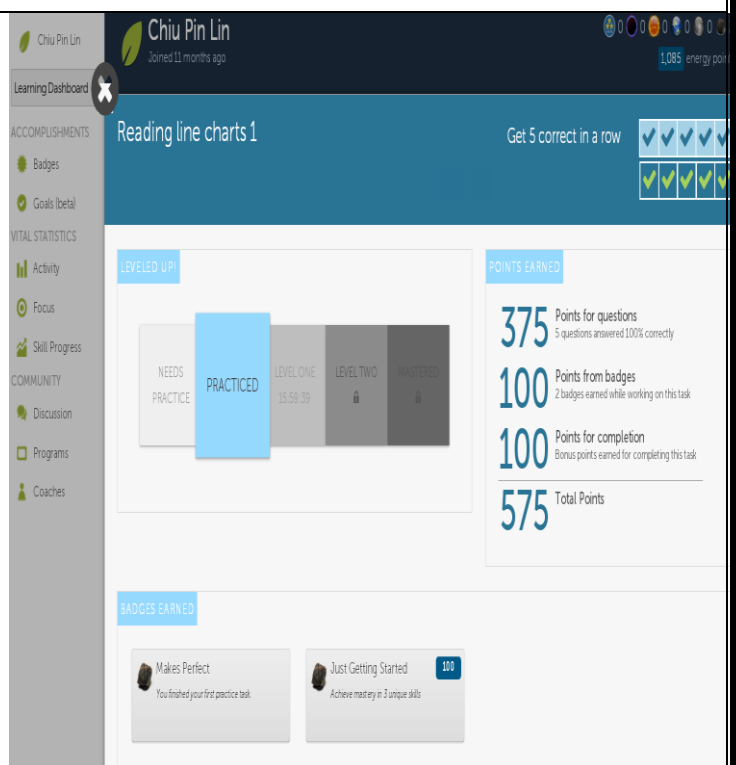 Chiu Pin Lin
Learning Dashboard
ACCOMPLISHMENTS
Badges
Goals (beta)
VITAL STATISTICS
Activity
Focus
Skill Progress
COMMUNITY
Discussion
Programs
Coaches
Chiu Pin Lin
Joined 11 months ago
0 0 0 0 0
1,085 energy
Reading line charts 1
Get 5 correct in a row
LEVELED UP!
NEEDS PRACTICE
PRACTICED
LEVEL ONE
15:59:39
LEVEL TWO
MASTERED
POINTS EARNED
375 Points for questions
5 questions answered 100% correctly
100 Points from badges
2 badges earned while working on this task
100 Points for completion
Bonus points earned for completing this task
575 Total Points
BADGES EARNED
Makes Perfect
You finished your first practice task
Just Getting Started 100
Achieve mastery in 3 unique skills